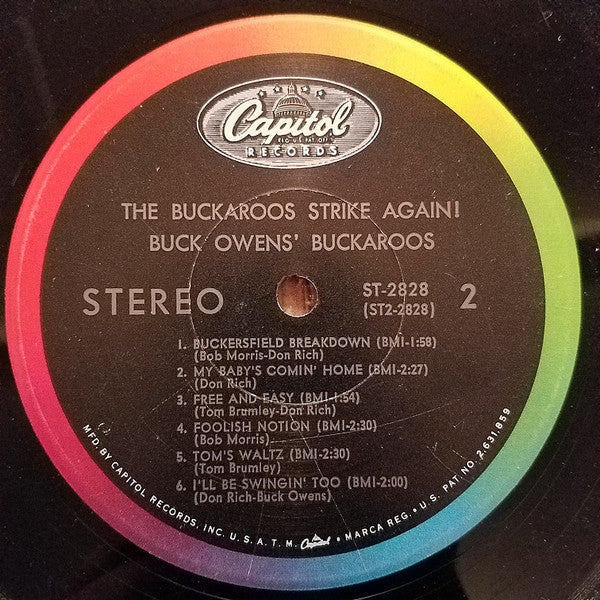 Capitol
RECORDS
THE BUCKAROOS STRIKE AGAIN!
BUCK OWENS' BUCKAROOS
STEREO
ST-2828
(ST2-2828)
2
1. BUCKERSFIELD BREAKDOWN (BMI-1:58)
(Bob Morris-Don Rich)
2. MY BABY'S COMIN' HOME (BMI-2:27)
(Don Rich)
3. FREE AND EASY (BMI-1:54)
(Tom Brumley-Don Rich)
4. FOOLISH NOTION (BMI-2:30)
(Bob Morris)
5. TOM'S WALTZ (BMI-2:30)
(Tom Brumley)
6. I'LL BE SWINGIN' TOO (BMI-2:00)
(Don Rich-Buck Owens)
MFD. BY CAPITOL RECORDS, INC. U.S.A. T.M. Capitol • MARCA REG. • U.S. PAT. NO. 2,631,859